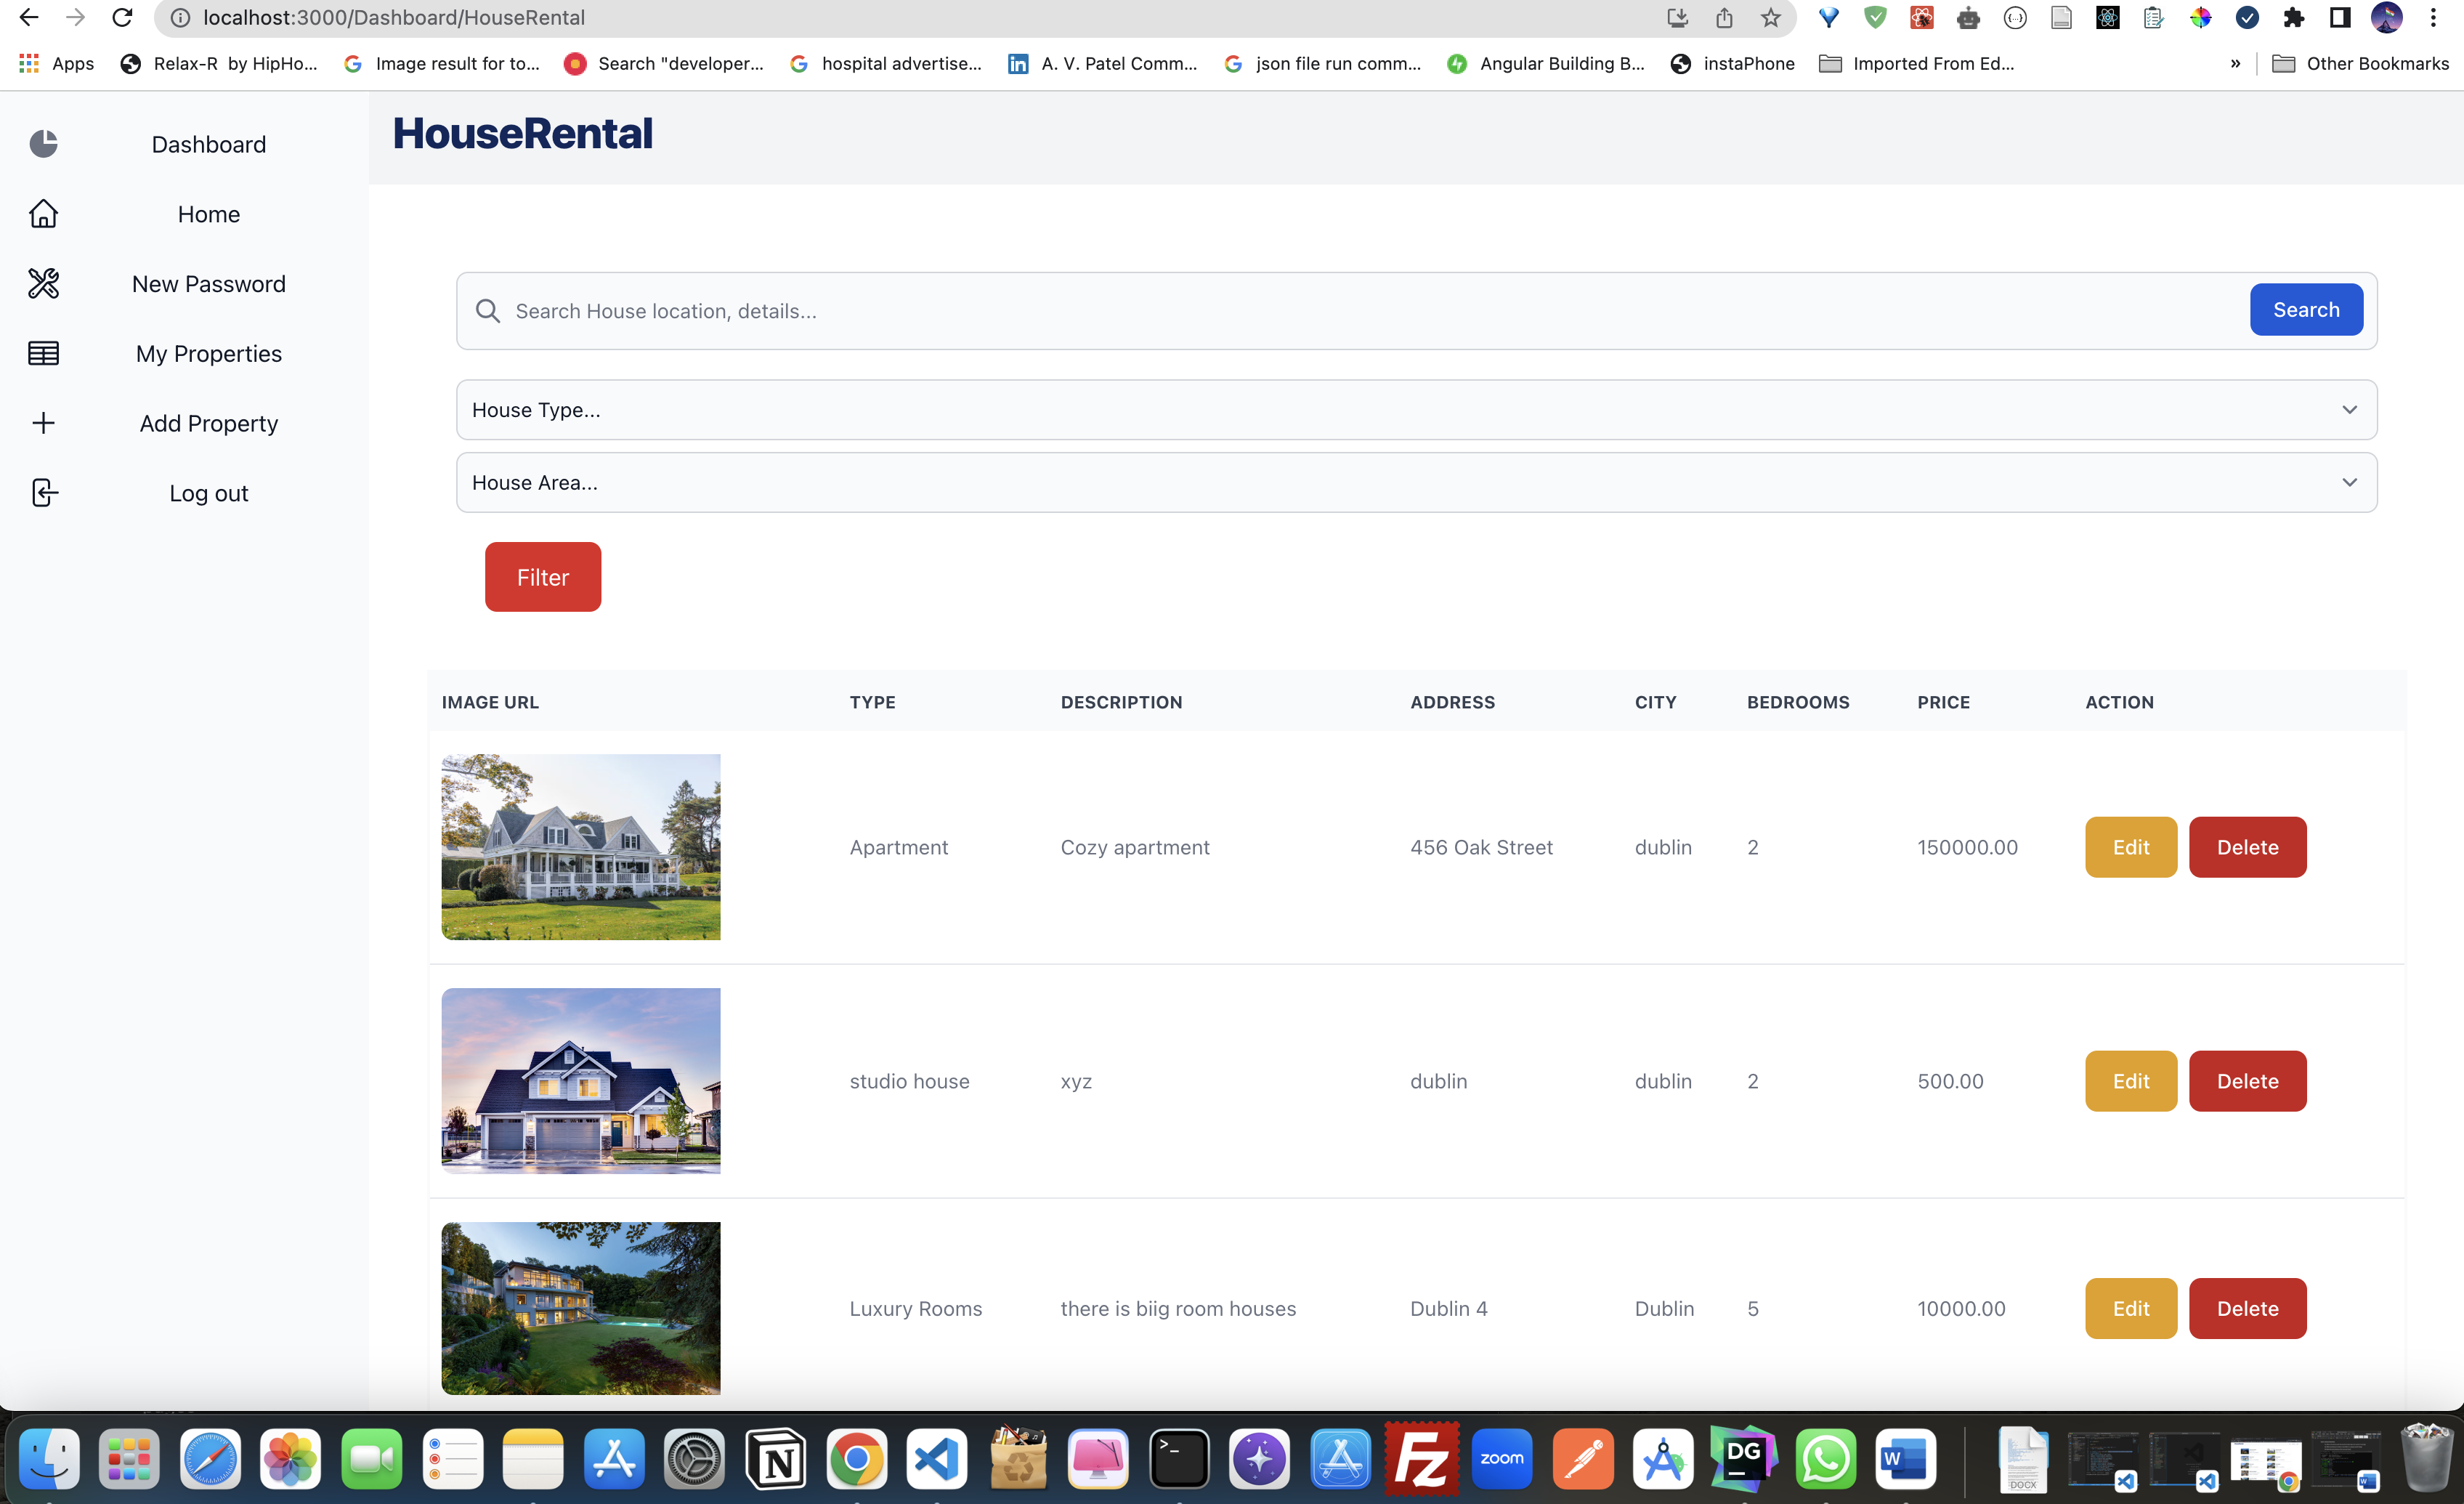 localhost:3000/Dashboard/HouseRental
Apps Relax-R by HipHo... Image result for to... Search "developer... hospital advertise... A. V. Patel Comm... json file run comm... Angular Building B... instaPhone Imported From Ed... » Other Bookmarks
Dashboard
Home
New Password
My Properties
Add Property
Log out
HouseRental
Search House location, details...
Search
House Type...
House Area...
Filter
IMAGE URL TYPE DESCRIPTION ADDRESS CITY BEDROOMS PRICE ACTION
Apartment Cozy apartment 456 Oak Street dublin 2 150000.00 Edit Delete
studio house xyz dublin dublin 2 500.00 Edit Delete
Luxury Rooms there is biig room houses Dublin 4 Dublin 5 10000.00 Edit Delete
N >_ Fz zoom DG W DOCX W